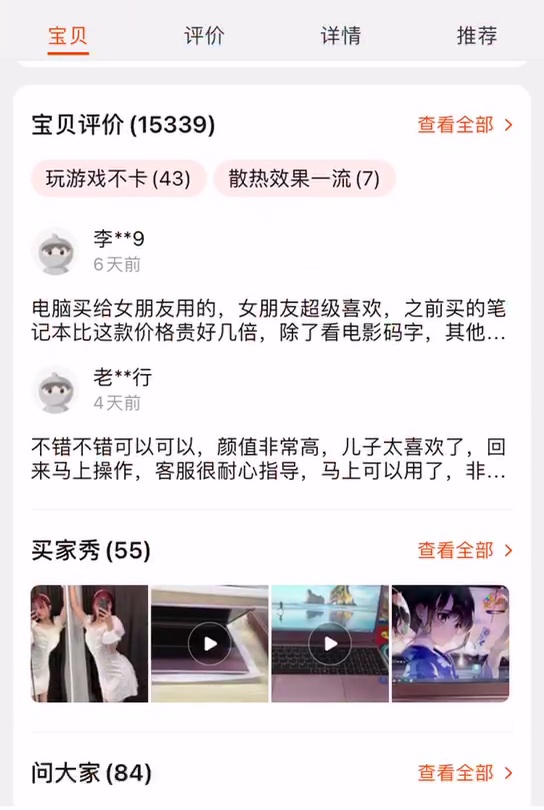 宝贝
评价
详情
推荐
宝贝评价(15339)
查看全部
玩游戏不卡(43)
散热效果一流(7)
李**9
6天前
电脑买给女朋友用的，女朋友超级喜欢，之前买的笔
记本比这款价格贵好几倍，除了看电影码字，其他...
老**行
4天前
不错不错可以可以，颜值非常高，儿子太喜欢了，回
来马上操作，客服很耐心指导，马上可以用了，非...
买家秀(55)
查看全部
问大家(84)
查看全部